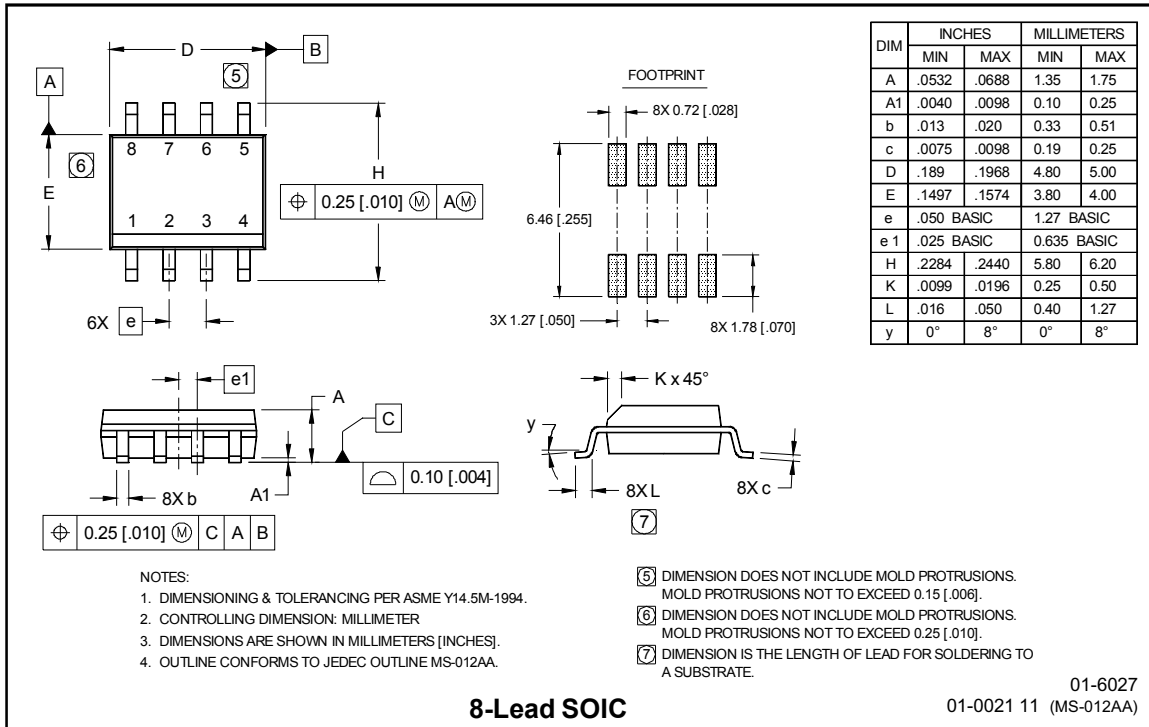 D
B
A
5
8 7 6 5
6
E
H
0.25 [.010] M A M
1 2 3 4
6X e
FOOTPRINT
8X 0.72 [.028]
6.46 [.255]
3X 1.27 [.050]
8X 1.78 [.070]
DIM INCHES MILLIMETERS
MIN MAX MIN MAX
A .0532 .0688 1.35 1.75
A1 .0040 .0098 0.10 0.25
b .013 .020 0.33 0.51
c .0075 .0098 0.19 0.25
D .189 .1968 4.80 5.00
E .1497 .1574 3.80 4.00
e .050 BASIC 1.27 BASIC
e 1 .025 BASIC 0.635 BASIC
H .2284 .2440 5.80 6.20
K .0099 .0196 0.25 0.50
L .016 .050 0.40 1.27
y 0° 8° 0° 8°
e1
A
C
0.10 [.004]
8X b
A1
0.25 [.010] M C A B
K x 45°
y
8X L
7
8X c
NOTES:
1. DIMENSIONING & TOLERANCING PER ASME Y14.5M-1994.
2. CONTROLLING DIMENSION: MILLIMETER
3. DIMENSIONS ARE SHOWN IN MILLIMETERS [INCHES].
4. OUTLINE CONFORMS TO JEDEC OUTLINE MS-012AA.
5 DIMENSION DOES NOT INCLUDE MOLD PROTRUSIONS.
MOLD PROTRUSIONS NOT TO EXCEED 0.15 [.006].
6 DIMENSION DOES NOT INCLUDE MOLD PROTRUSIONS.
MOLD PROTRUSIONS NOT TO EXCEED 0.25 [.010].
7 DIMENSION IS THE LENGTH OF LEAD FOR SOLDERING TO
A SUBSTRATE.
8-Lead SOIC
01-6027
01-0021 11 (MS-012AA)